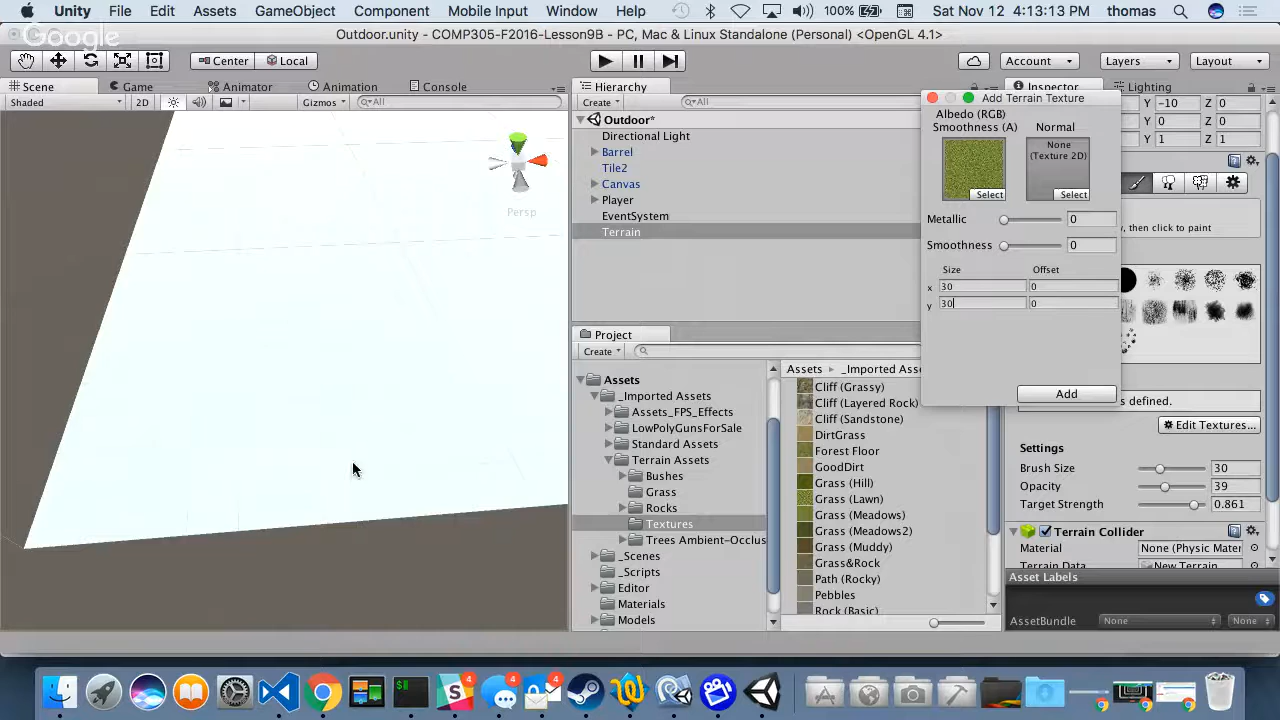 Unity File Edit Assets GameObject Component Mobile Input Window Help 100% Sat Nov 12 4:13:13 PM thomas
Google
Outdoor.unity - COMP305-F2016-Lesson9B - PC, Mac & Linux Standalone (Personal) <OpenGL 4.1>
Center Local Account Layers Layout
Scene Game Animator Animation Console Hierarchy Inspector Lighting
Shaded 2D Gizmos All Create All
Add Terrain Texture
Y -10 Z 0
Y 0 Z 0
Y 1 Z 1
Albedo (RGB)
Smoothness (A) Normal
None
(Texture 2D)
Select Select
Metallic 0
Smoothness 0
Size Offset
x 30 0
y 30 0
Add
Persp
Outdoor*
Directional Light
Barrel
Tile2
Canvas
Player
EventSystem
Terrain
Project
Create
Assets
_Imported Assets
Assets_FPS_Effects
LowPolyGunsForSale
Standard Assets
Terrain Assets
Bushes
Grass
Rocks
Textures
Trees Ambient-Occlus
_Scenes
_Scripts
Editor
Materials
Models
Assets _Imported Asse
Cliff (Grassy)
Cliff (Layered Rock)
Cliff (Sandstone)
DirtGrass
Forest Floor
GoodDirt
Grass (Hill)
Grass (Lawn)
Grass (Meadows)
Grass (Meadows2)
Grass (Muddy)
Grass&Rock
Path (Rocky)
Pebbles
Rock (Basic)
, then click to paint
s defined.
Edit Textures...
Settings
Brush Size 30
Opacity 39
Target Strength 0.861
Terrain Collider
Material None (Physic Mater
Terrain Data New Terrain
Asset Labels
AssetBundle None None
4 4 4